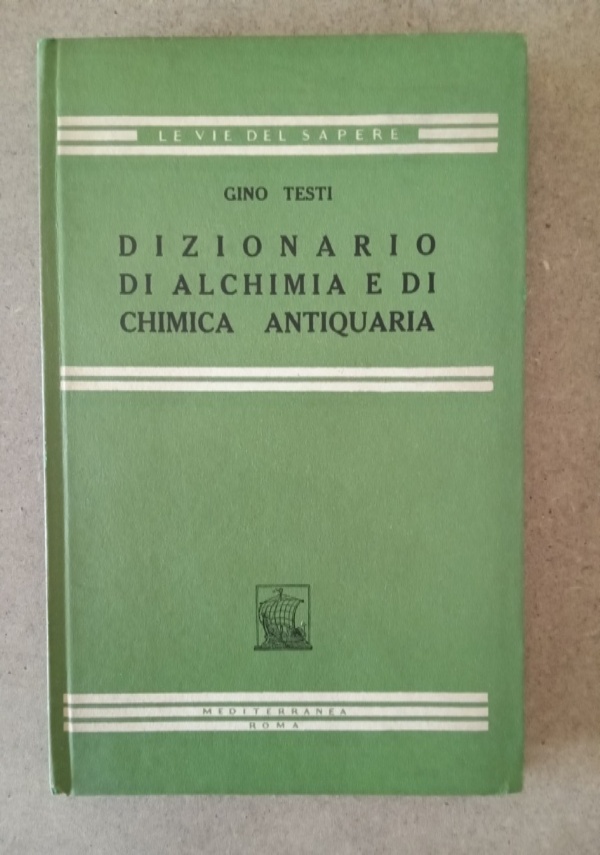 LE VIE DEL SAPERE
GINO TESTI
DIZIONARIO
DI ALCHIMIA E DI
CHIMICA ANTIQUARIA
MEDITERRANEA
ROMA